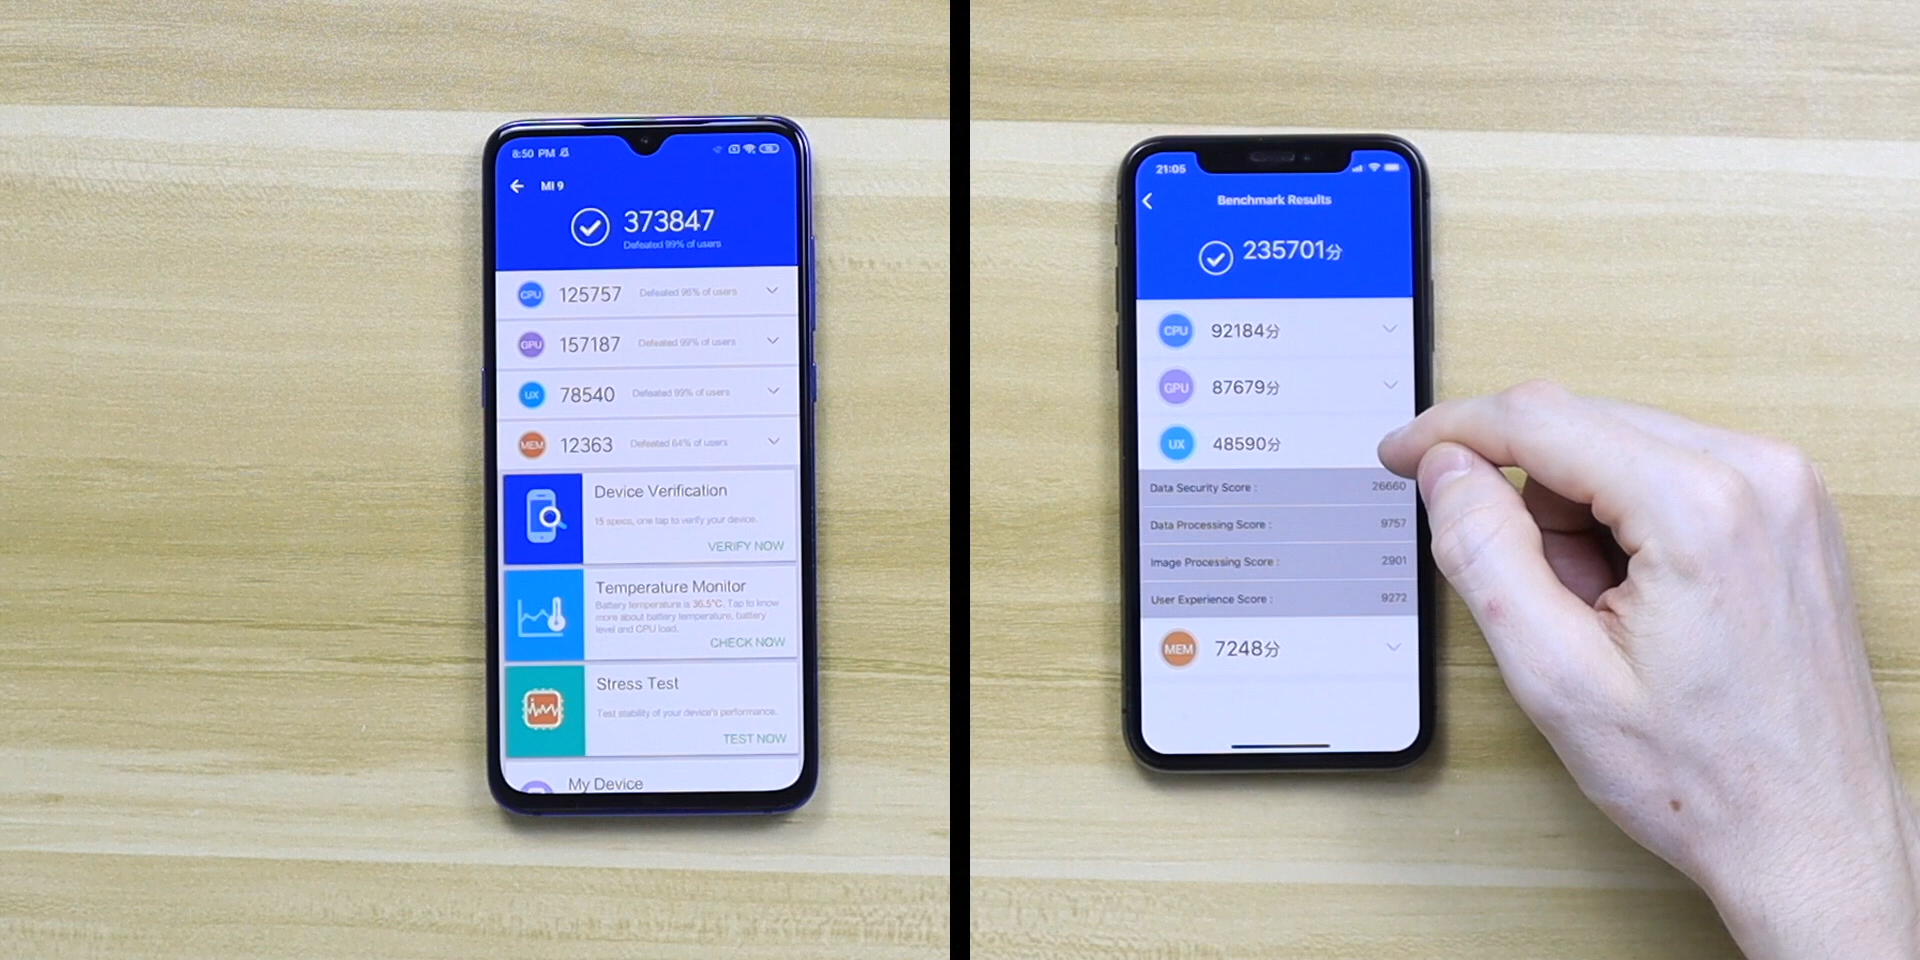 8:50 PM
MI 9
373847
Defeated 99% of users
CPU 125757 Defeated 98% of users
GPU 157187 Defeated 99% of users
UX 78540 Defeated 99% of users
MEM 12363 Defeated 64% of users
Device Verification
15 specs, one tap to verify your device.
VERIFY NOW
Temperature Monitor
Battery temperature is 36.5°C. Tap to know
more about battery temperature, battery
level and CPU load.
CHECK NOW
Stress Test
Test stability of your device's performance.
TEST NOW
My Device
21:05
Benchmark Results
235701分
CPU 92184分
GPU 87679分
UX 48590分
Data Security Score : 26660
Data Processing Score : 9757
Image Processing Score : 2901
User Experience Score : 9272
MEM 7248分